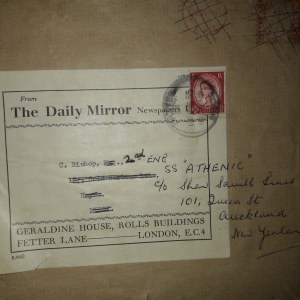 From
The Daily Mirror Newspapers
C. Bishop, 2nd ENG
SS "ATHENIC"
c/o Shaw Savill Line
101, Queen St
Auckland
New Zealand
GERALDINE HOUSE, ROLLS BUILDINGS
FETTER LANE LONDON, E.C.4